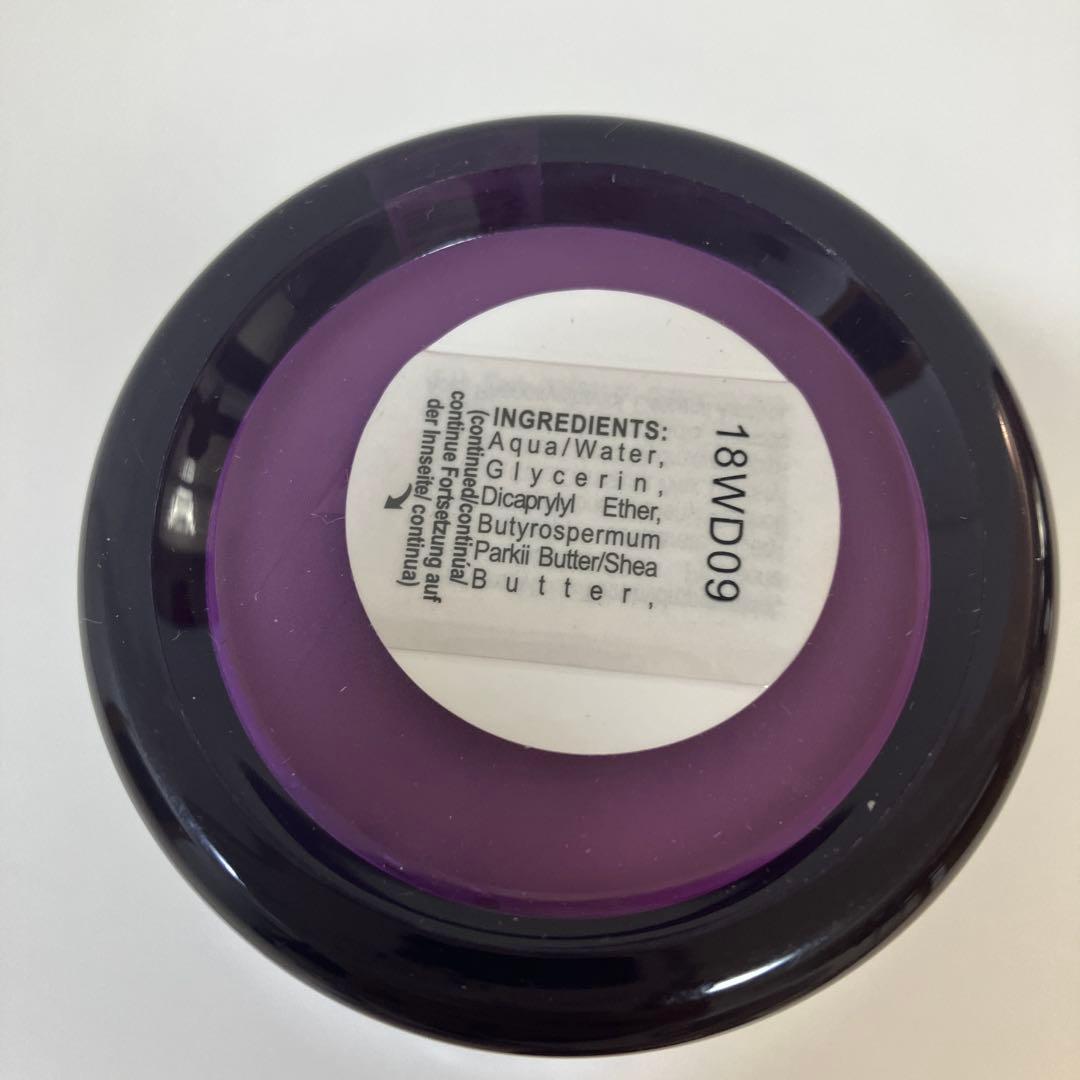 INGREDIENTS:
Aqua/Water,
Glycerin,
Dicaprylyl Ether,
Butyrospermum
Parkii Butter/Shea
Butter,
(continued/continúa/
continue Fortsetzung auf
der Innseite/ continua)
18WD09